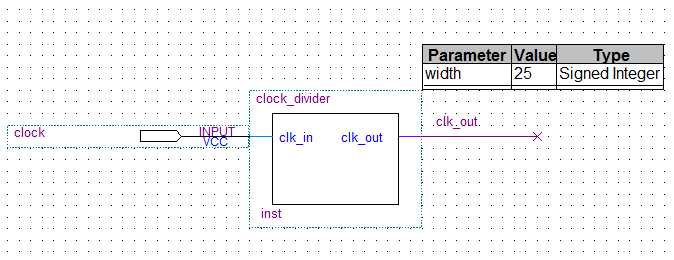 Parameter Value Type
width 25 Signed Integer
clock_divider
clk_out
clock INPUT
VCC
clk_in clk_out
inst